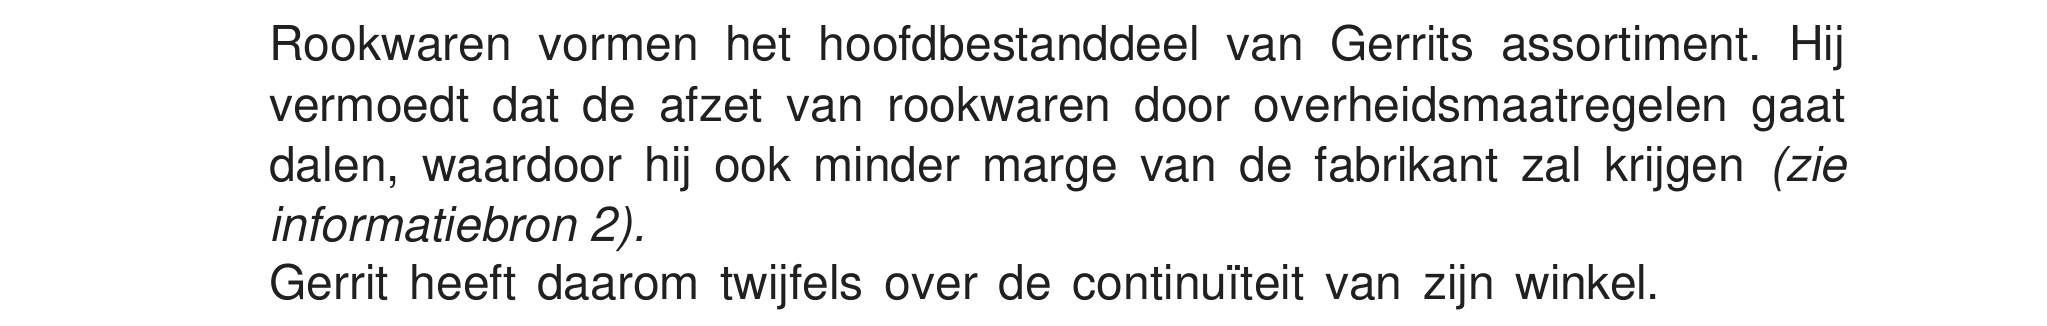 Rookwaren vormen het hoofdbestanddeel van Gerrits assortiment. Hij
vermoedt dat de afzet van rookwaren door overheidsmaatregelen gaat
dalen, waardoor hij ook minder marge van de fabrikant zal krijgen (zie
informatiebron 2).
Gerrit heeft daarom twijfels over de continuïteit van zijn winkel.